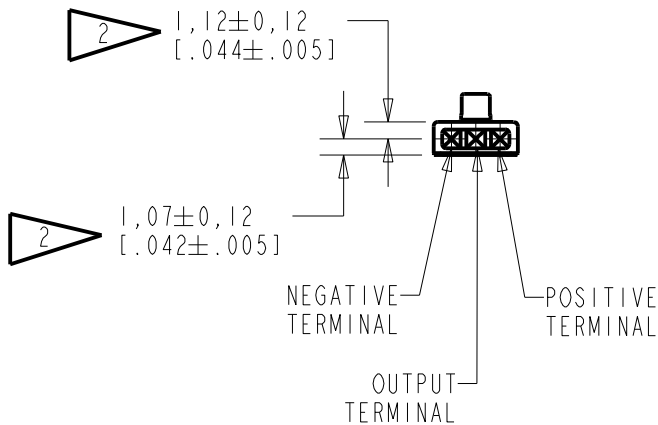 2
1,12±0,12
[.044±.005]
2
1,07±0,12
[.042±.005]
NEGATIVE
TERMINAL
POSITIVE
TERMINAL
OUTPUT
TERMINAL